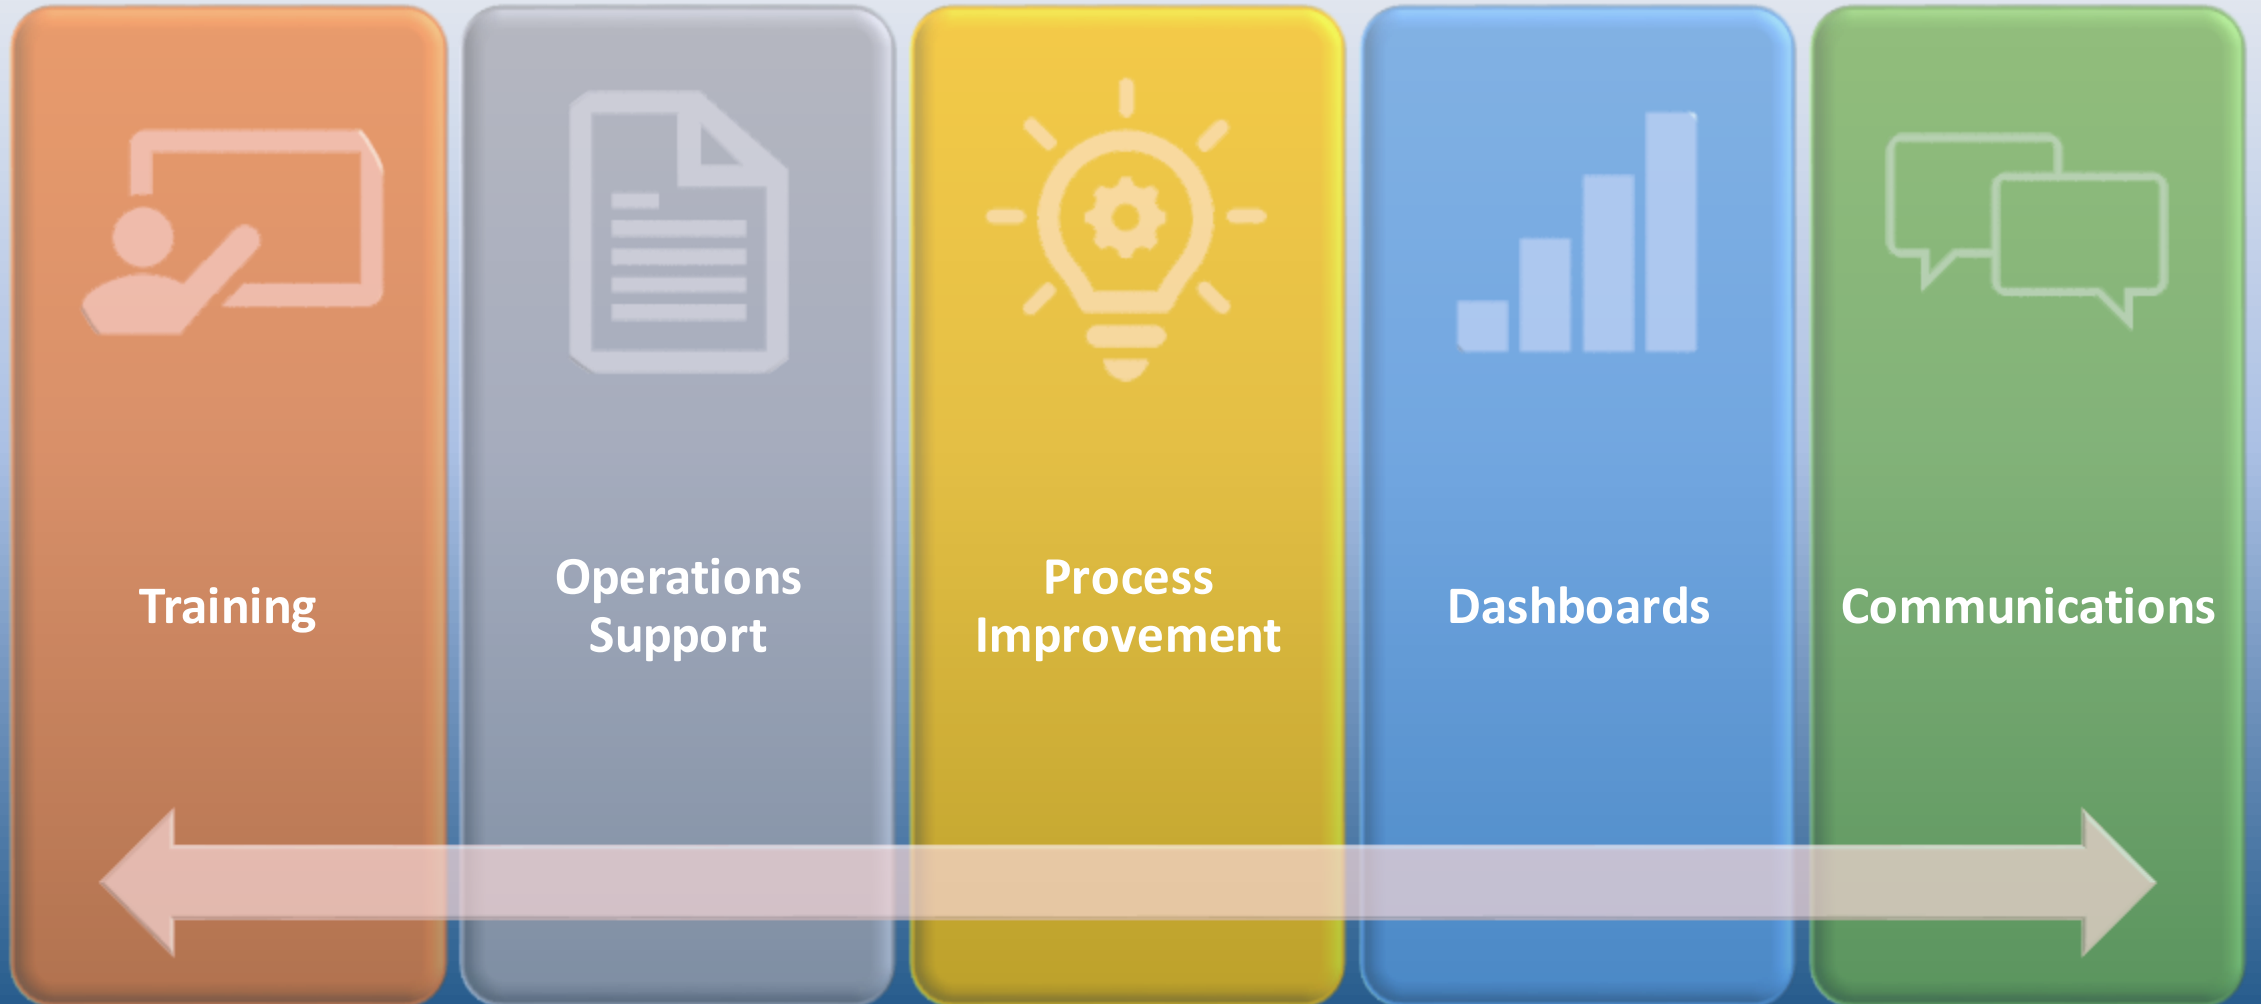 Training
Operations
Support
Process
Improvement
Dashboards
Communications